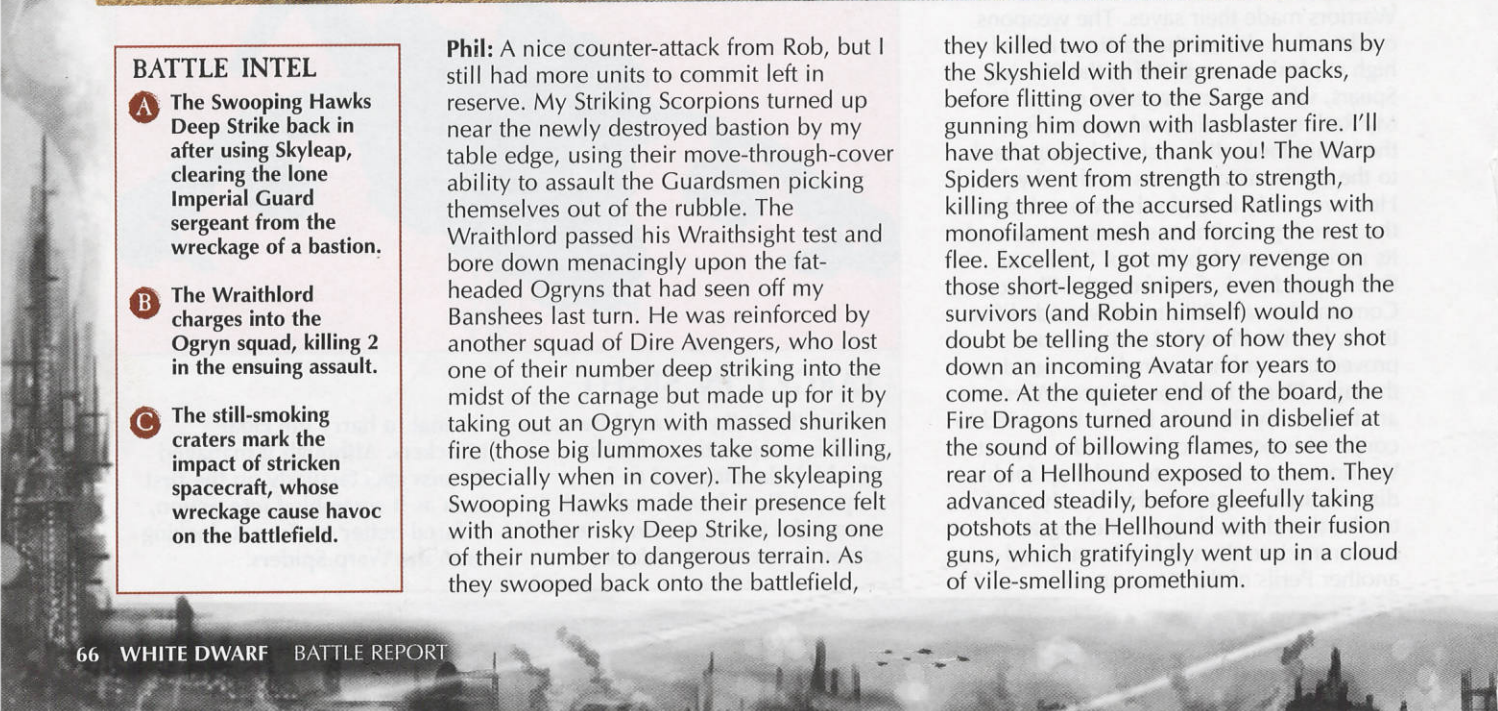 BATTLE INTEL
A The Swooping Hawks
Deep Strike back in
after using Skyleap,
clearing the lone
Imperial Guard
sergeant from the
wreckage of a bastion.
B The Wraithlord
charges into the
Ogryn squad, killing 2
in the ensuing assault.
C The still-smoking
craters mark the
impact of stricken
spacecraft, whose
wreckage cause havoc
on the battlefield.
Phil: A nice counter-attack from Rob, but I
still had more units to commit left in
reserve. My Striking Scorpions turned up
near the newly destroyed bastion by my
table edge, using their move-through-cover
ability to assault the Guardsmen picking
themselves out of the rubble. The
Wraithlord passed his Wraithsight test and
bore down menacingly upon the fat-
headed Ogryns that had seen off my
Banshees last turn. He was reinforced by
another squad of Dire Avengers, who lost
one of their number deep striking into the
midst of the carnage but made up for it by
taking out an Ogryn with massed shuriken
fire (those big lummoxes take some killing,
especially when in cover). The skyleaping
Swooping Hawks made their presence felt
with another risky Deep Strike, losing one
of their number to dangerous terrain. As
they swooped back onto the battlefield,
they killed two of the primitive humans by
the Skyshield with their grenade packs,
before flitting over to the Sarge and
gunning him down with lasblaster fire. I'll
have that objective, thank you! The Warp
Spiders went from strength to strength,
killing three of the accursed Ratlings with
monofilament mesh and forcing the rest to
flee. Excellent, I got my gory revenge on
those short-legged snipers, even though the
survivors (and Robin himself) would no
doubt be telling the story of how they shot
down an incoming Avatar for years to
come. At the quieter end of the board, the
Fire Dragons turned around in disbelief at
the sound of billowing flames, to see the
rear of a Hellhound exposed to them. They
advanced steadily, before gleefully taking
potshots at the Hellhound with their fusion
guns, which gratifyingly went up in a cloud
of vile-smelling promethium.
66 WHITE DWARF BATTLE REPORT